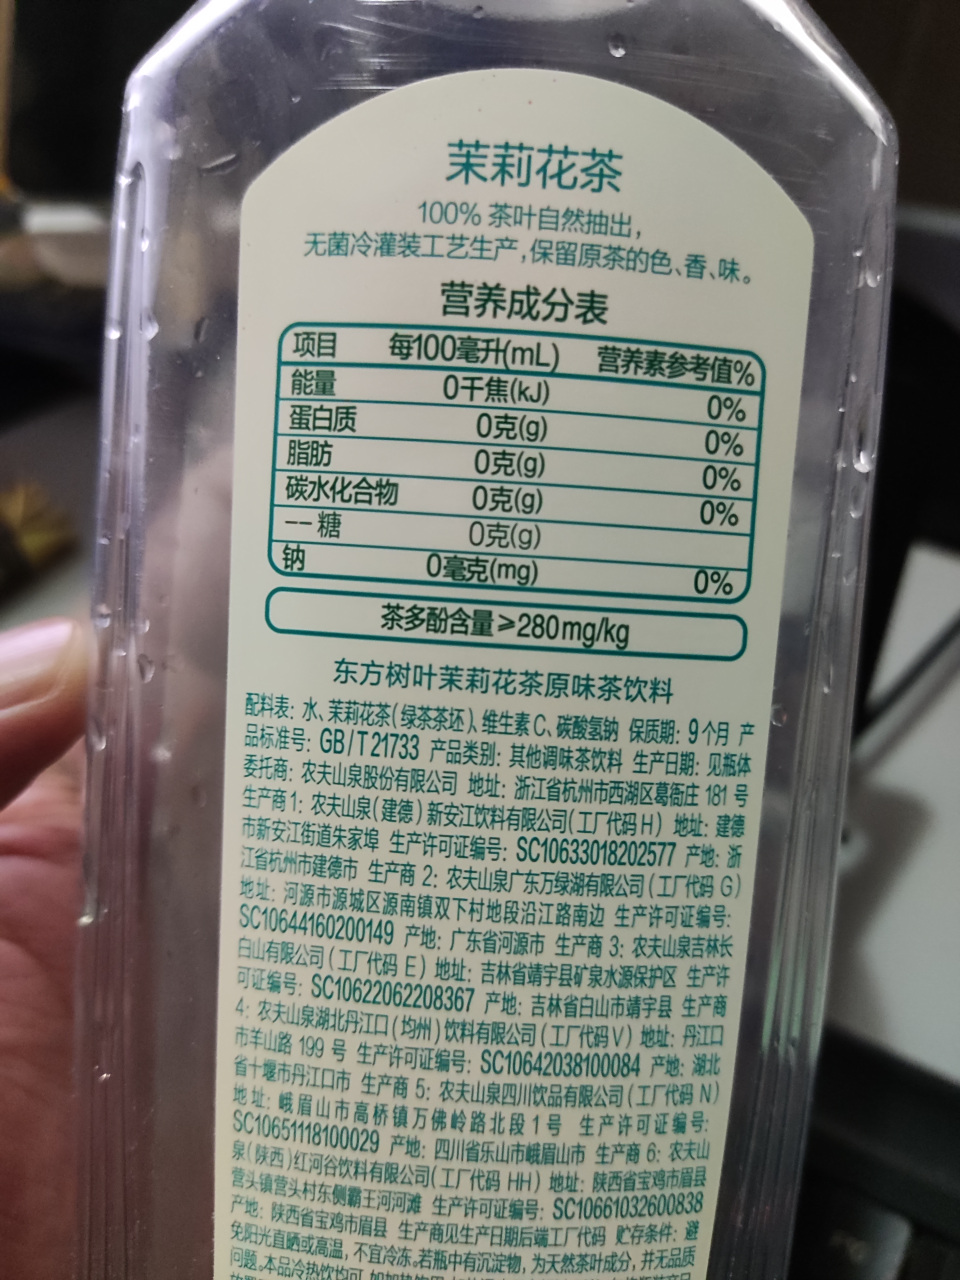 茉莉花茶
100% 茶叶自然抽出,
无菌冷灌装工艺生产,保留原茶的色、香、味。
营养成分表
项目 每100毫升(mL) 营养素参考值%
能量 0千焦(kJ) 0%
蛋白质 0克(g) 0%
脂肪 0克(g) 0%
碳水化合物 0克(g) 0%
-- 糖 0克(g)
钠 0毫克(mg) 0%
茶多酚含量≥280mg/kg
东方树叶茉莉花茶原味茶饮料
配料表: 水、茉莉花茶(绿茶茶坯)、维生素C、碳酸氢钠 保质期: 9个月 产
品标准号: GB/T 21733 产品类别: 其他调味茶饮料 生产日期: 见瓶体
委托商: 农夫山泉股份有限公司 地址: 浙江省杭州市西湖区葛衙庄 181 号
生产商1: 农夫山泉(建德)新安江饮料有限公司(工厂代码H) 地址: 建德
市新安江街道朱家埠 生产许可证编号: SC10633018202577 产地: 浙
江省杭州市建德市 生产商 2: 农夫山泉广东万绿湖有限公司(工厂代码 G)
地址: 河源市源城区源南镇双下村地段沿江路南边 生产许可证编号:
SC10644160200149 产地: 广东省河源市 生产商 3: 农夫山泉吉林长
白山有限公司(工厂代码 E) 地址: 吉林省靖宇县矿泉水源保护区 生产许
可证编号: SC10622062208367 产地: 吉林省白山市靖宇县 生产商
4: 农夫山泉湖北丹江口(均州)饮料有限公司(工厂代码V) 地址: 丹江口
市羊山路 199 号 生产许可证编号: SC10642038100084 产地: 湖北
省十堰市丹江口市 生产商 5: 农夫山泉四川饮品有限公司(工厂代码 N)
地址: 峨眉山市高桥镇万佛岭路北段1号 生产许可证编号:
SC10651118100029 产地: 四川省乐山市峨眉山市 生产商 6: 农夫山
泉(陕西)红河谷饮料有限公司(工厂代码 HH) 地址: 陕西省宝鸡市眉县
营头镇营头村东侧霸王河河滩 生产许可证编号: SC10661032600838
产地: 陕西省宝鸡市眉县 生产商见生产日期后端工厂代码 贮存条件: 避
免阳光直晒或高温, 不宜冷冻。若瓶中有沉淀物, 为天然茶叶成分, 并无品质
问题。本品冷热饮均可,